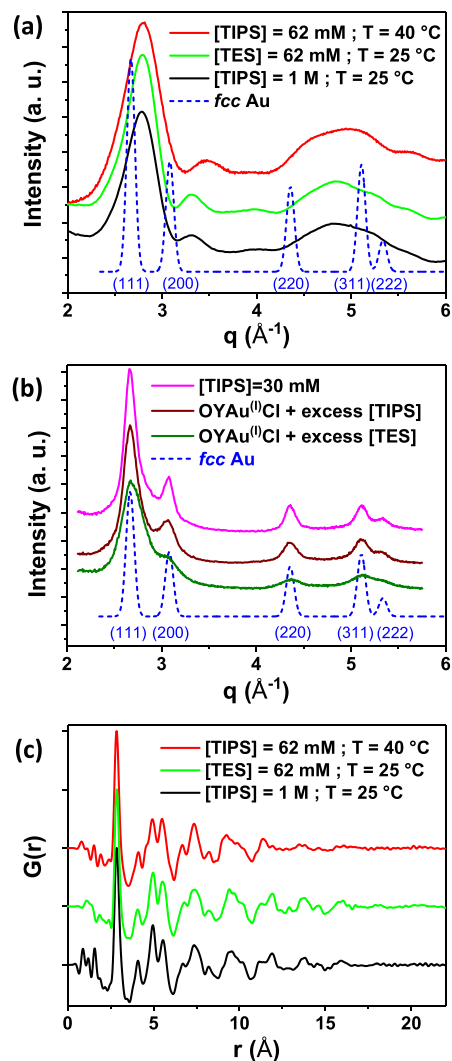 (a)
[TIPS] = 62 mM ; T = 40 °C
[TES] = 62 mM ; T = 25 °C
[TIPS] = 1 M ; T = 25 °C
fcc Au
Intensity (a. u.)
(111) (200) (220) (311) (222)
2 3 4 5 6
q (Å⁻¹)
(b)
[TIPS]=30 mM
OYAu⁽ᴵ⁾Cl + excess [TIPS]
OYAu⁽ᴵ⁾Cl + excess [TES]
fcc Au
Intensity (a. u.)
(111) (200) (220) (311) (222)
2 3 4 5 6
q (Å⁻¹)
(c)
[TIPS] = 62 mM ; T = 40 °C
[TES] = 62 mM ; T = 25 °C
[TIPS] = 1 M ; T = 25 °C
G(r)
0 5 10 15 20
r (Å)